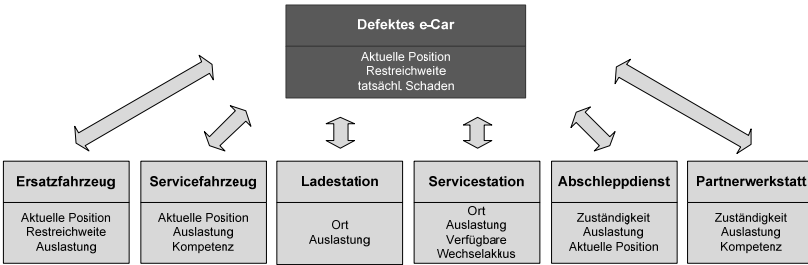 Defektes e-Car
Aktuelle Position
Restreichweite
tatsächl. Schaden
Ersatzfahrzeug
Aktuelle Position
Restreichweite
Auslastung
Servicefahrzeug
Aktuelle Position
Auslastung
Kompetenz
Ladestation
Ort
Auslastung
Servicestation
Ort
Auslastung
Verfügbare
Wechselakkus
Abschleppdienst
Zuständigkeit
Auslastung
Aktuelle Position
Partnerwerkstatt
Zuständigkeit
Auslastung
Kompetenz